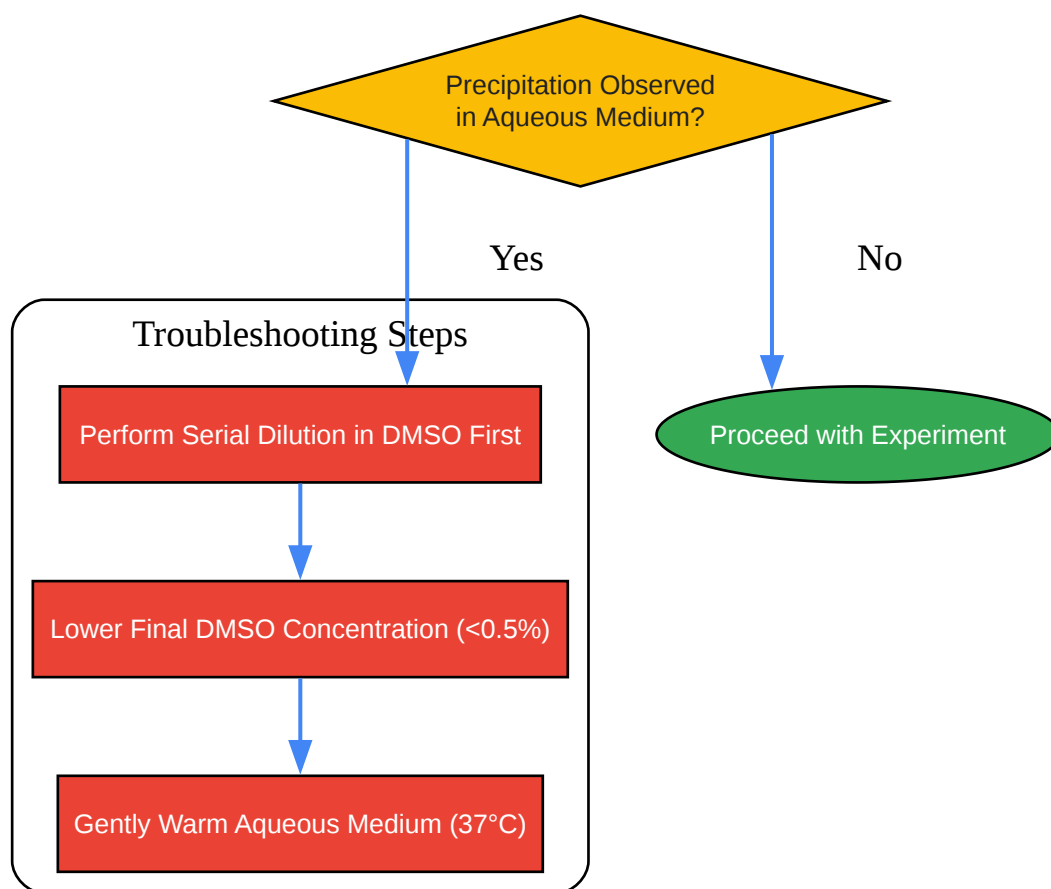 Precipitation Observed
in Aqueous Medium?
Yes
No
Troubleshooting Steps
Perform Serial Dilution in DMSO First
Proceed with Experiment
Lower Final DMSO Concentration (<0.5%)
Gently Warm Aqueous Medium (37°C)